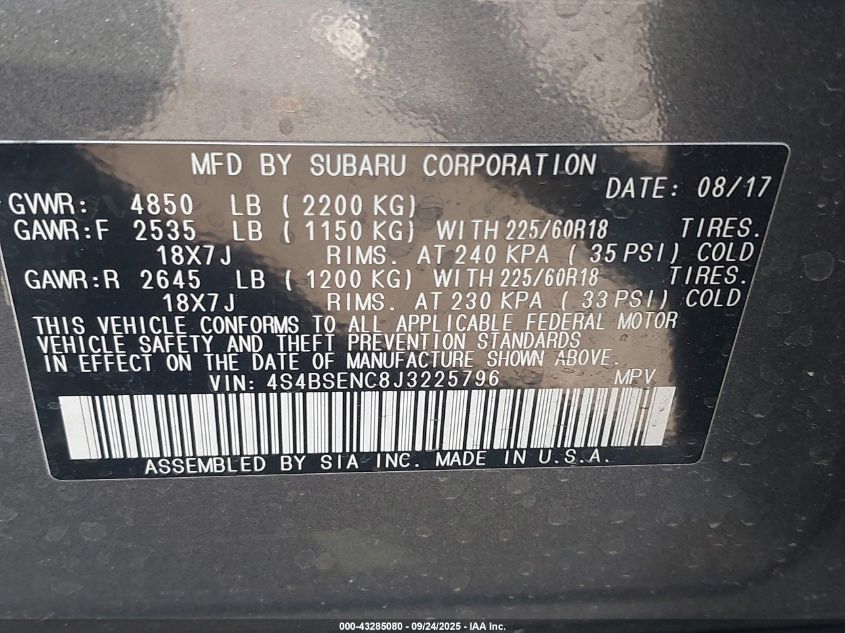 MFD BY SUBARU CORPORATION
DATE: 08/17
GVWR: 4850 LB ( 2200 KG)
GAWR:F 2535 LB ( 1150 KG) WITH 225/60R18 TIRES.
18X7J RIMS. AT 240 KPA ( 35 PSI) COLD
GAWR:R 2645 LB ( 1200 KG) WITH 225/60R18 TIRES.
18X7J RIMS. AT 230 KPA ( 33 PSI) COLD
THIS VEHICLE CONFORMS TO ALL APPLICABLE FEDERAL MOTOR
VEHICLE SAFETY AND THEFT PREVENTION STANDARDS
IN EFFECT ON THE DATE OF MANUFACTURE SHOWN ABOVE.
VIN: 4S4BSENC8J3225796 MPV
ASSEMBLED BY SIA INC. MADE IN U.S.A.
000-43285080 - 09/24/2025 - IAA Inc.